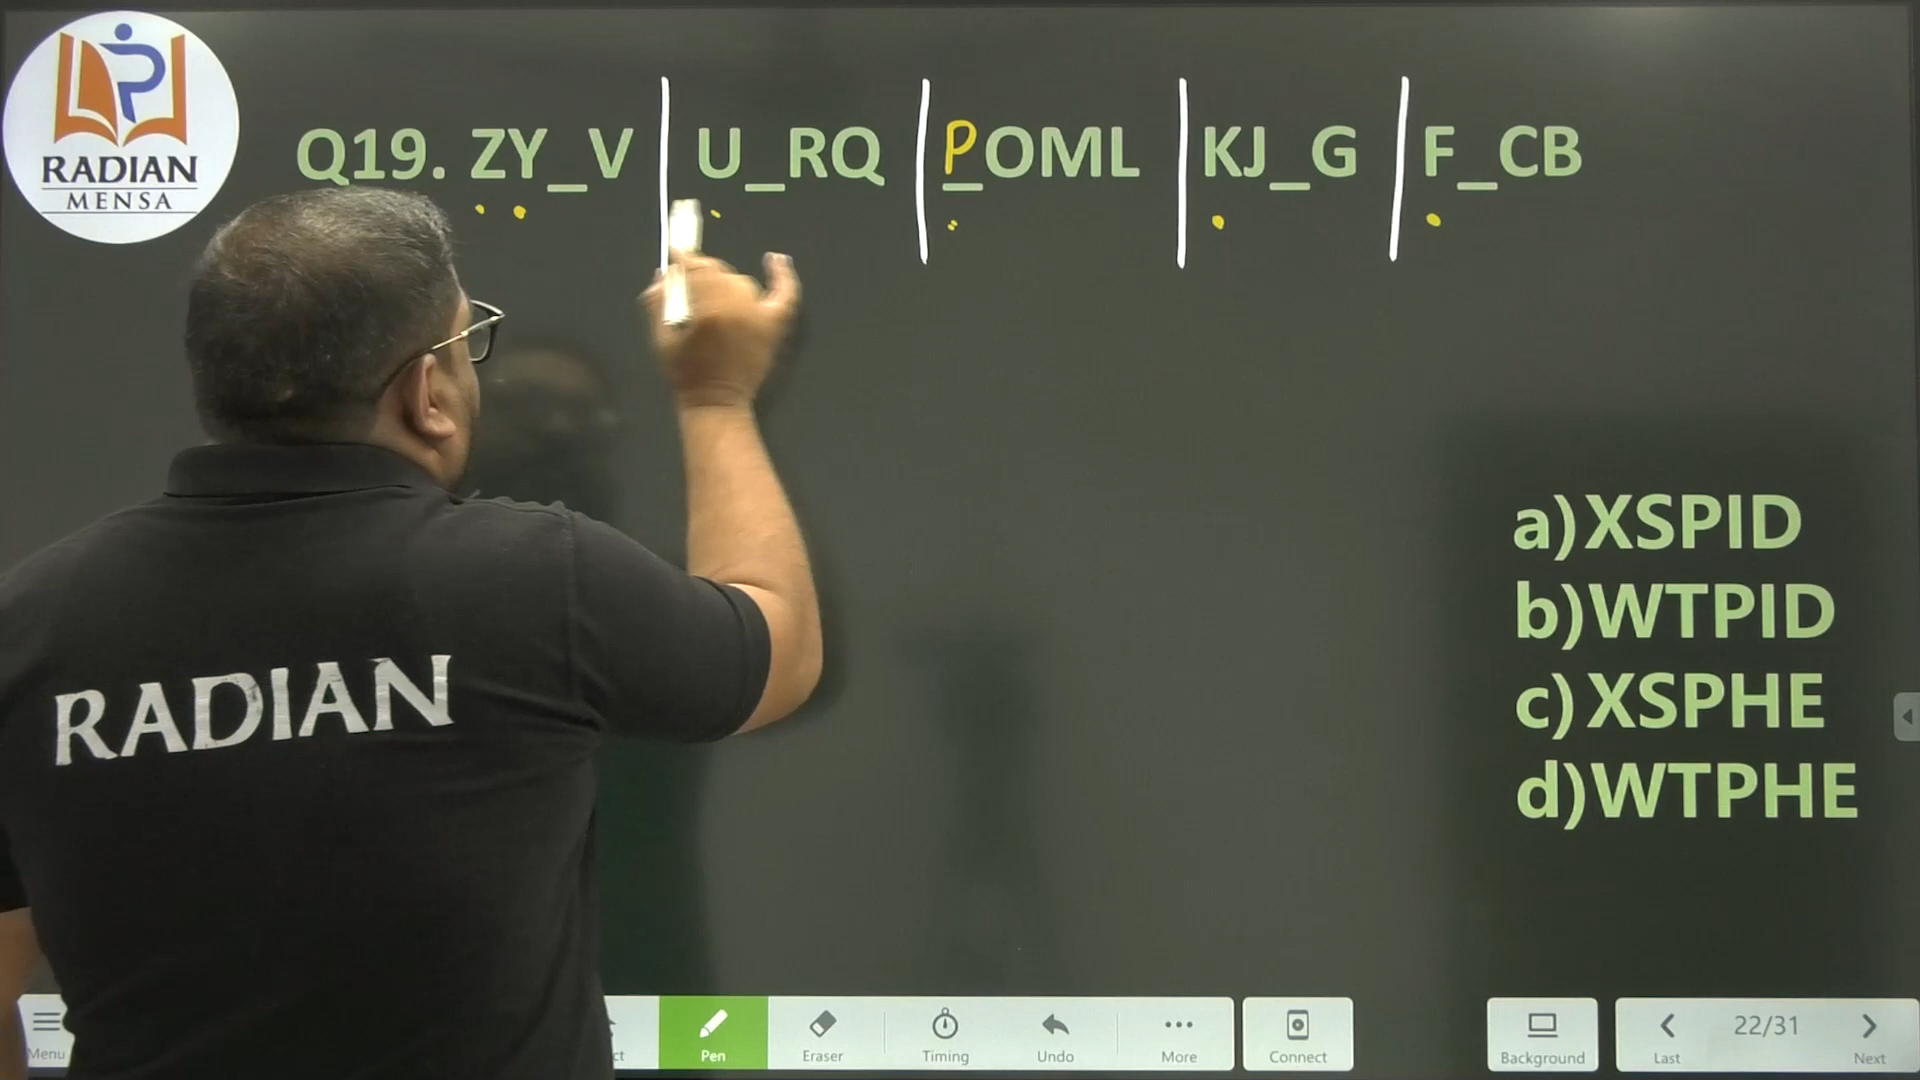 RADIAN
MENSA
Q19. ZY_V U_RQ POML KJ_G F_CB
a)XSPID
b)WTPID
c)XSPHE
d)WTPHE
RADIAN
Menu
ct
Pen
Eraser
Timing
Undo
More
Connect
Background
Last
22/31
Next